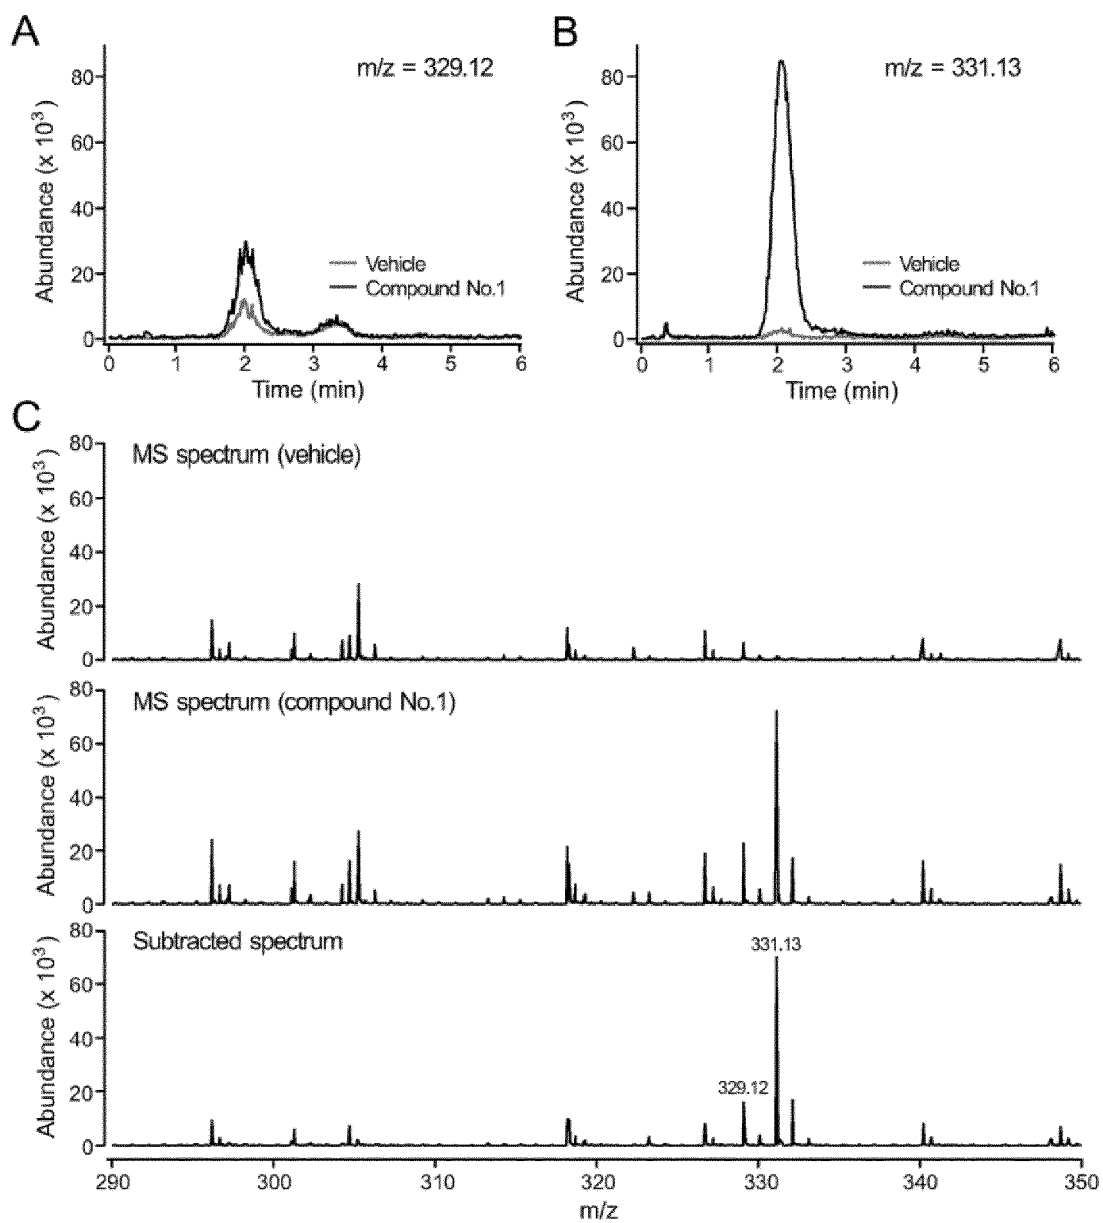 A
B
m/z = 329.12
m/z = 331.13
Abundance (x 10³)
80
60
40
20
0
Vehicle
Compound No.1
0 1 2 3 4 5 6
Time (min)
Abundance (x 10³)
80
60
40
20
0
Vehicle
Compound No.1
0 1 2 3 4 5 6
Time (min)
C
MS spectrum (vehicle)
Abundance (x 10³)
80
60
40
20
0
MS spectrum (compound No.1)
Abundance (x 10³)
80
60
40
20
0
Subtracted spectrum
Abundance (x 10³)
80
60
40
20
0
331.13
329.12
290 300 310 320 330 340 350
m/z